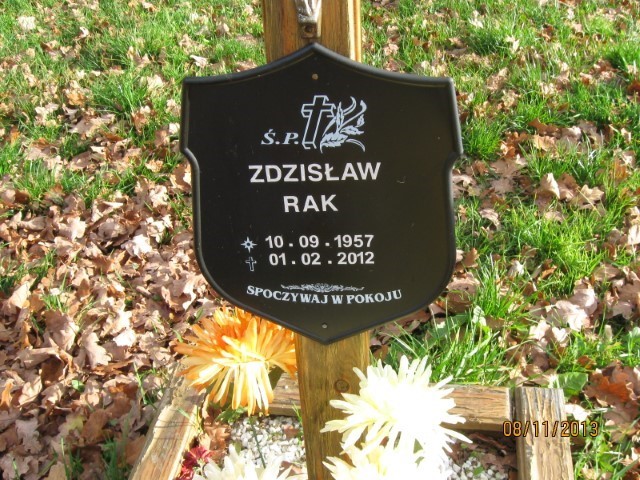 Ś.P.
ZDZISŁAW
RAK
10.09.1957
01.02.2012
SPOCZYWAJ W POKOJU
08/11/2013